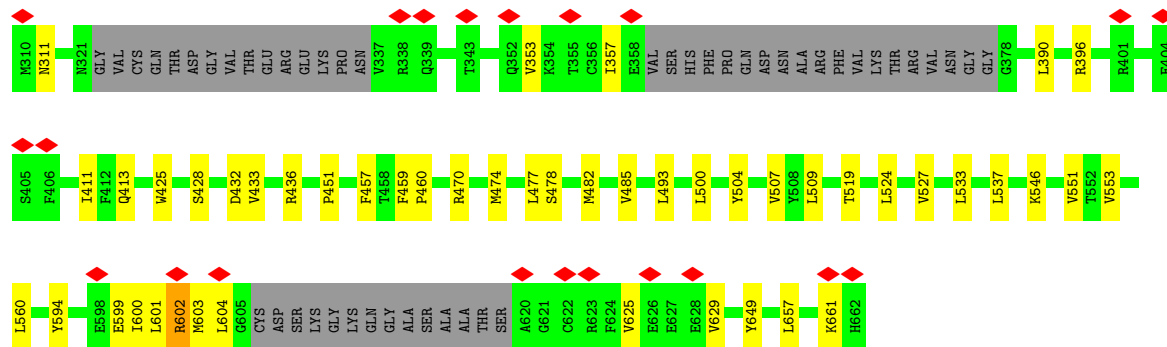 M310 N311 N321 GLY VAL CYS GLN THR ASP GLY VAL THR GLU ARG GLU LYS PRO ASN V337 R338 Q339 T343 Q352 V353 K354 T355 C356 I357 E358 VAL SER HIS PHE PRO GLN ASP ASN ALA ARG PHE VAL LYS THR ARG VAL ASN GLY GLY G378 L390 R396 R401
S405 F406 I411 F412 Q413 W425 S428 D432 V433 R436 P451 F457 T458 F459 P460 R470 M474 L477 S478 M482 V485 L493 L500 Y504 V507 Y508 L509 T519 L524 V527 L533 L537 K546 V551 T552 V553
L560 Y594 E598 E599 I600 L601 R602 M603 L604 G605 CYS ASP SER LYS GLY LYS GLN GLY ALA SER ALA ALA THR SER A620 G621 C622 R623 F624 V625 E626 E627 E628 V629 Y649 L657 K661 H662